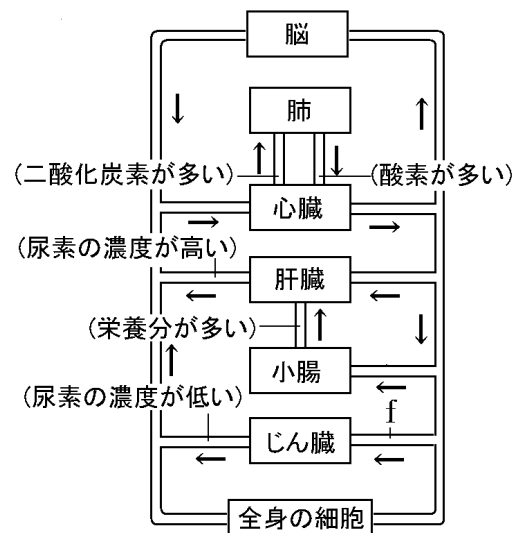 脳
肺
(二酸化炭素が多い)
(酸素が多い)
心臓
(尿素の濃度が高い)
肝臓
(栄養分が多い)
小腸
(尿素の濃度が低い)
f
じん臓
全身の細胞